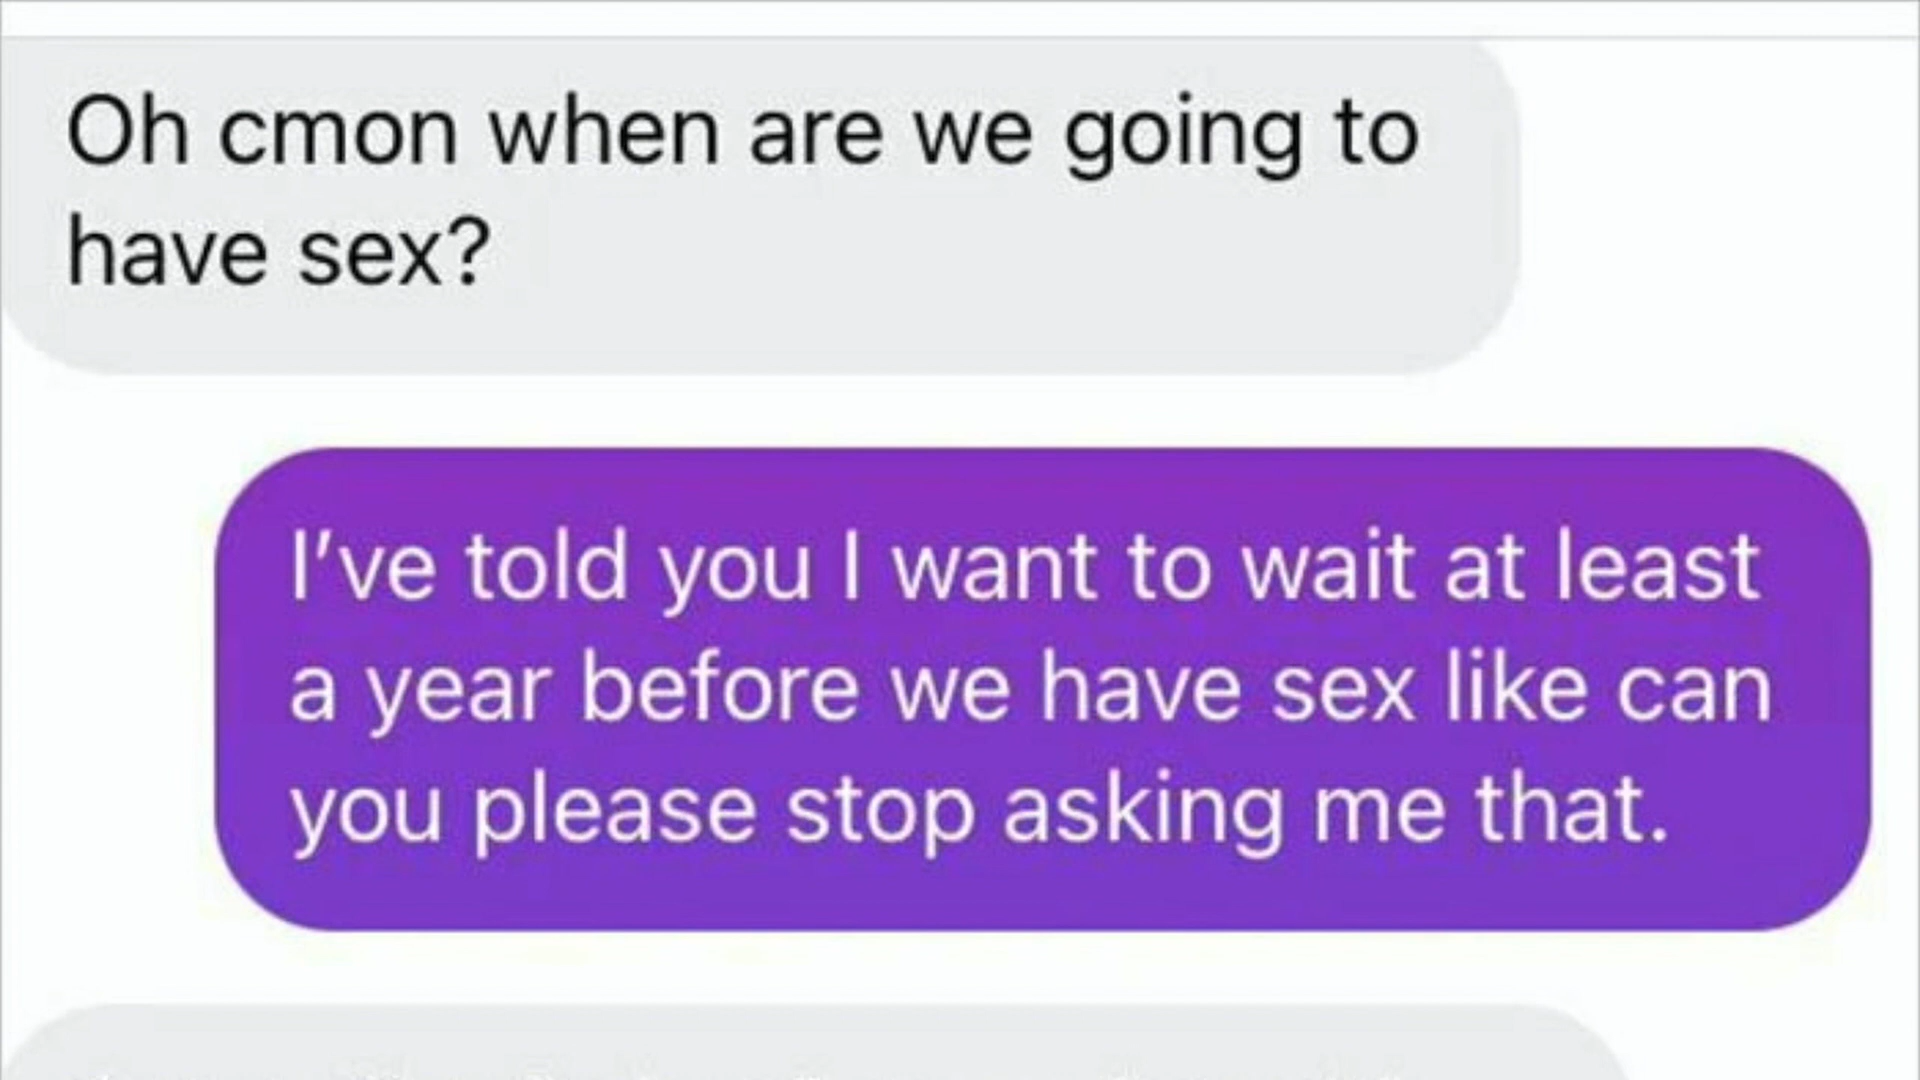 Oh cmon when are we going to
have sex?
I’ve told you I want to wait at least
a year before we have sex like can
you please stop asking me that.